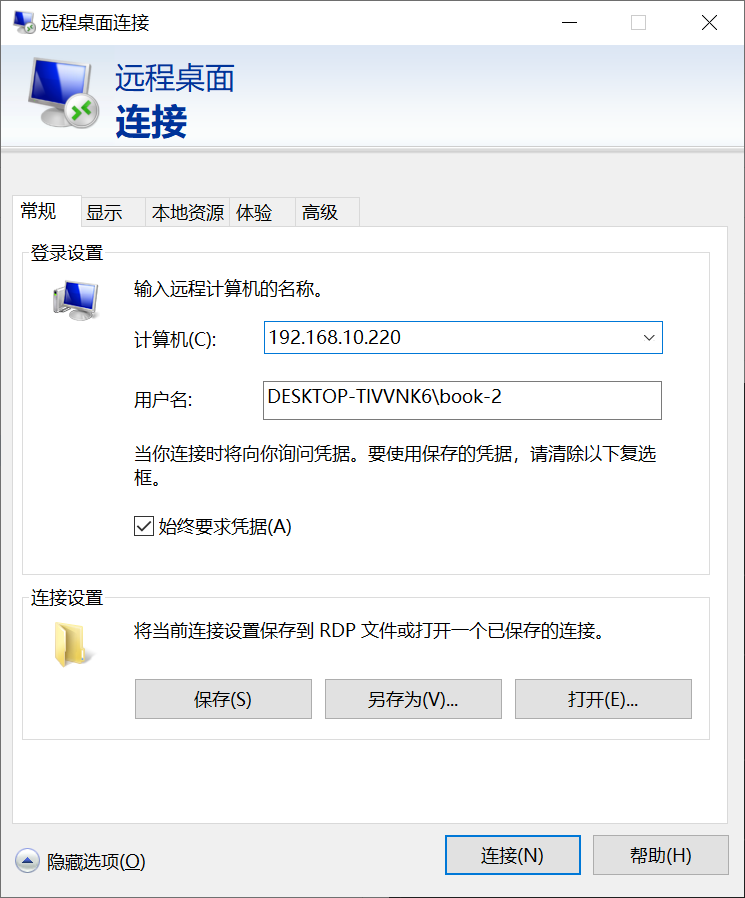 远程桌面连接
远程桌面
连接
常规 显示 本地资源 体验 高级
登录设置
输入远程计算机的名称。
计算机(C): 192.168.10.220
用户名: DESKTOP-TIVVNK6\book-2
当你连接时将向你询问凭据。要使用保存的凭据，请清除以下复选
框。
始终要求凭据(A)
连接设置
将当前连接设置保存到 RDP 文件或打开一个已保存的连接。
保存(S) 另存为(V)... 打开(E)...
隐藏选项(O) 连接(N) 帮助(H)